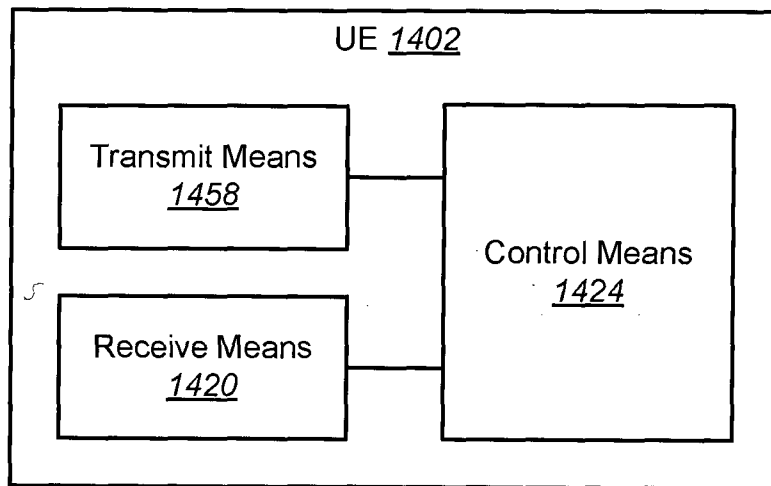 UE 1402
Transmit Means
1458
Control Means
1424
Receive Means
1420